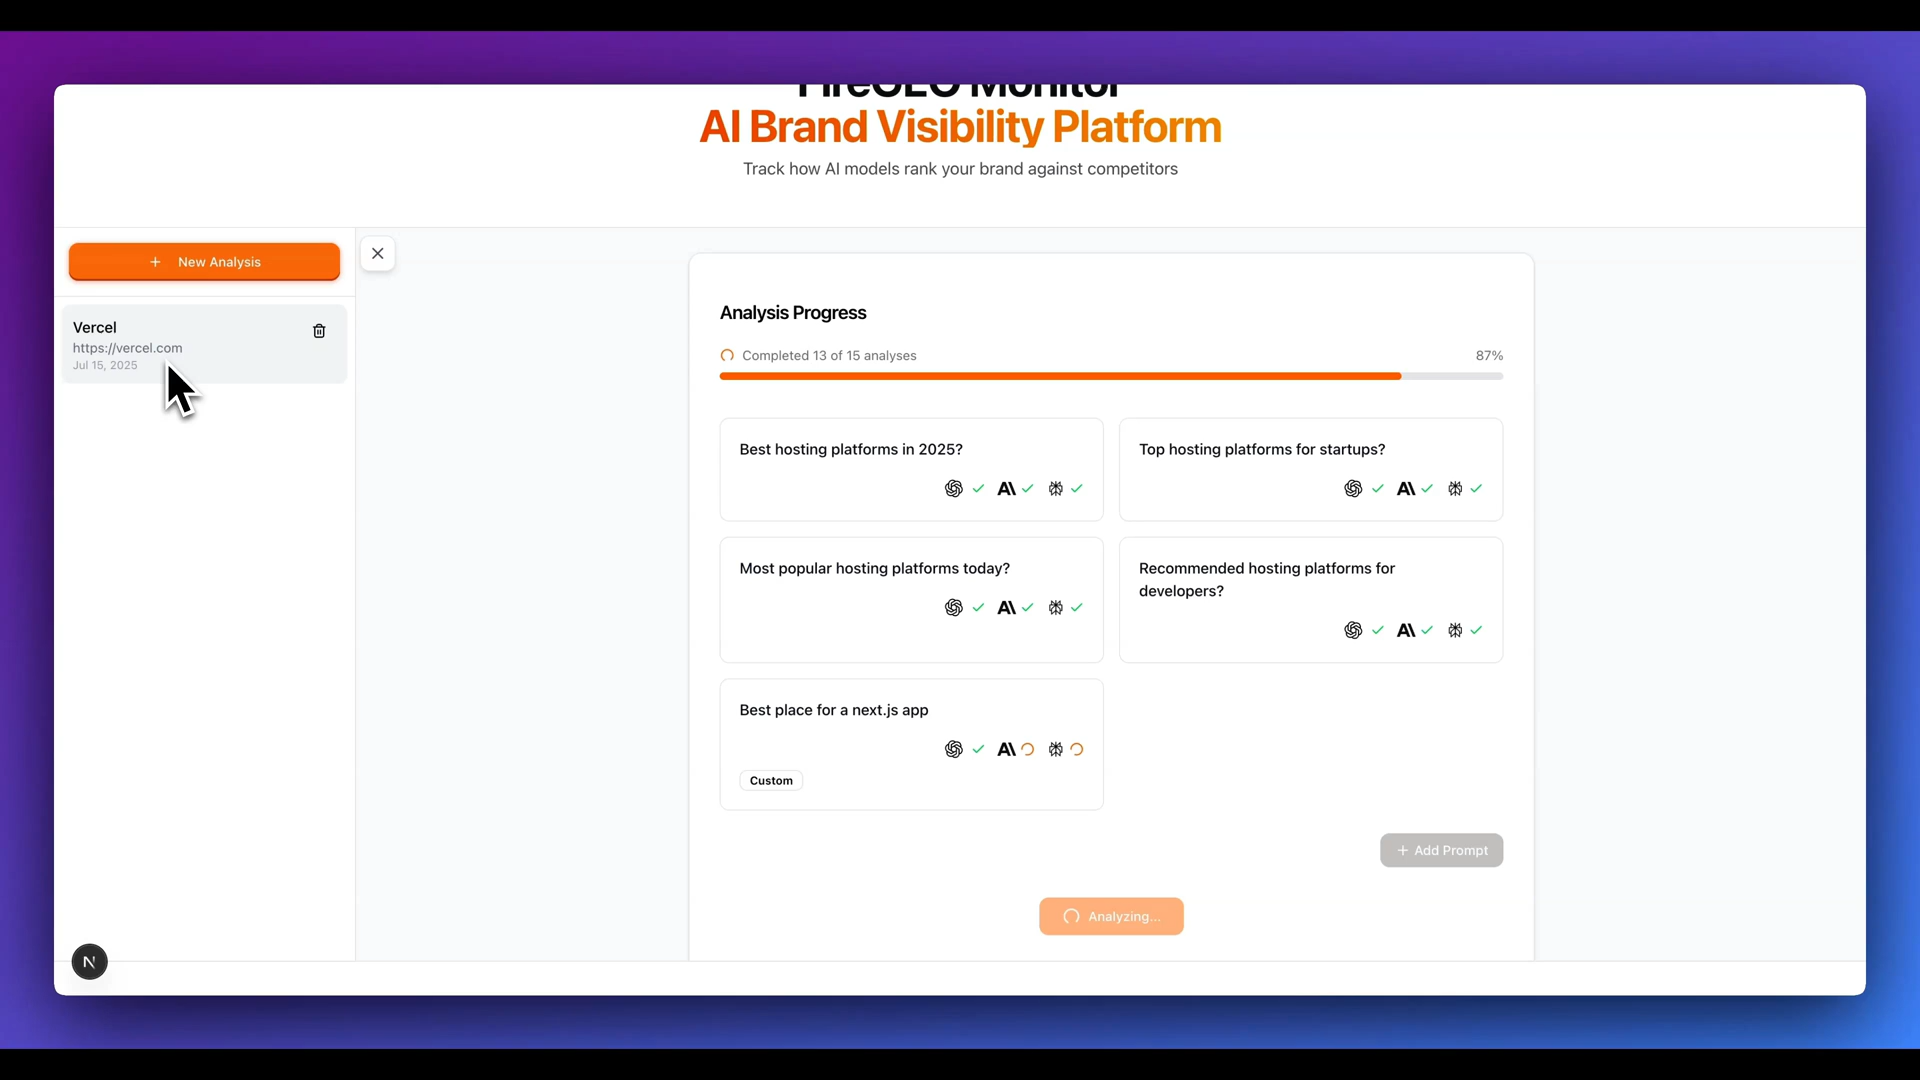 FireGEO Monitor
AI Brand Visibility Platform
Track how AI models rank your brand against competitors
+ New Analysis
Vercel
https://vercel.com
Jul 15, 2025
Analysis Progress
Completed 13 of 15 analyses
87%
Best hosting platforms in 2025?
Top hosting platforms for startups?
Most popular hosting platforms today?
Recommended hosting platforms for
developers?
Best place for a next.js app
Custom
+ Add Prompt
Analyzing...
N